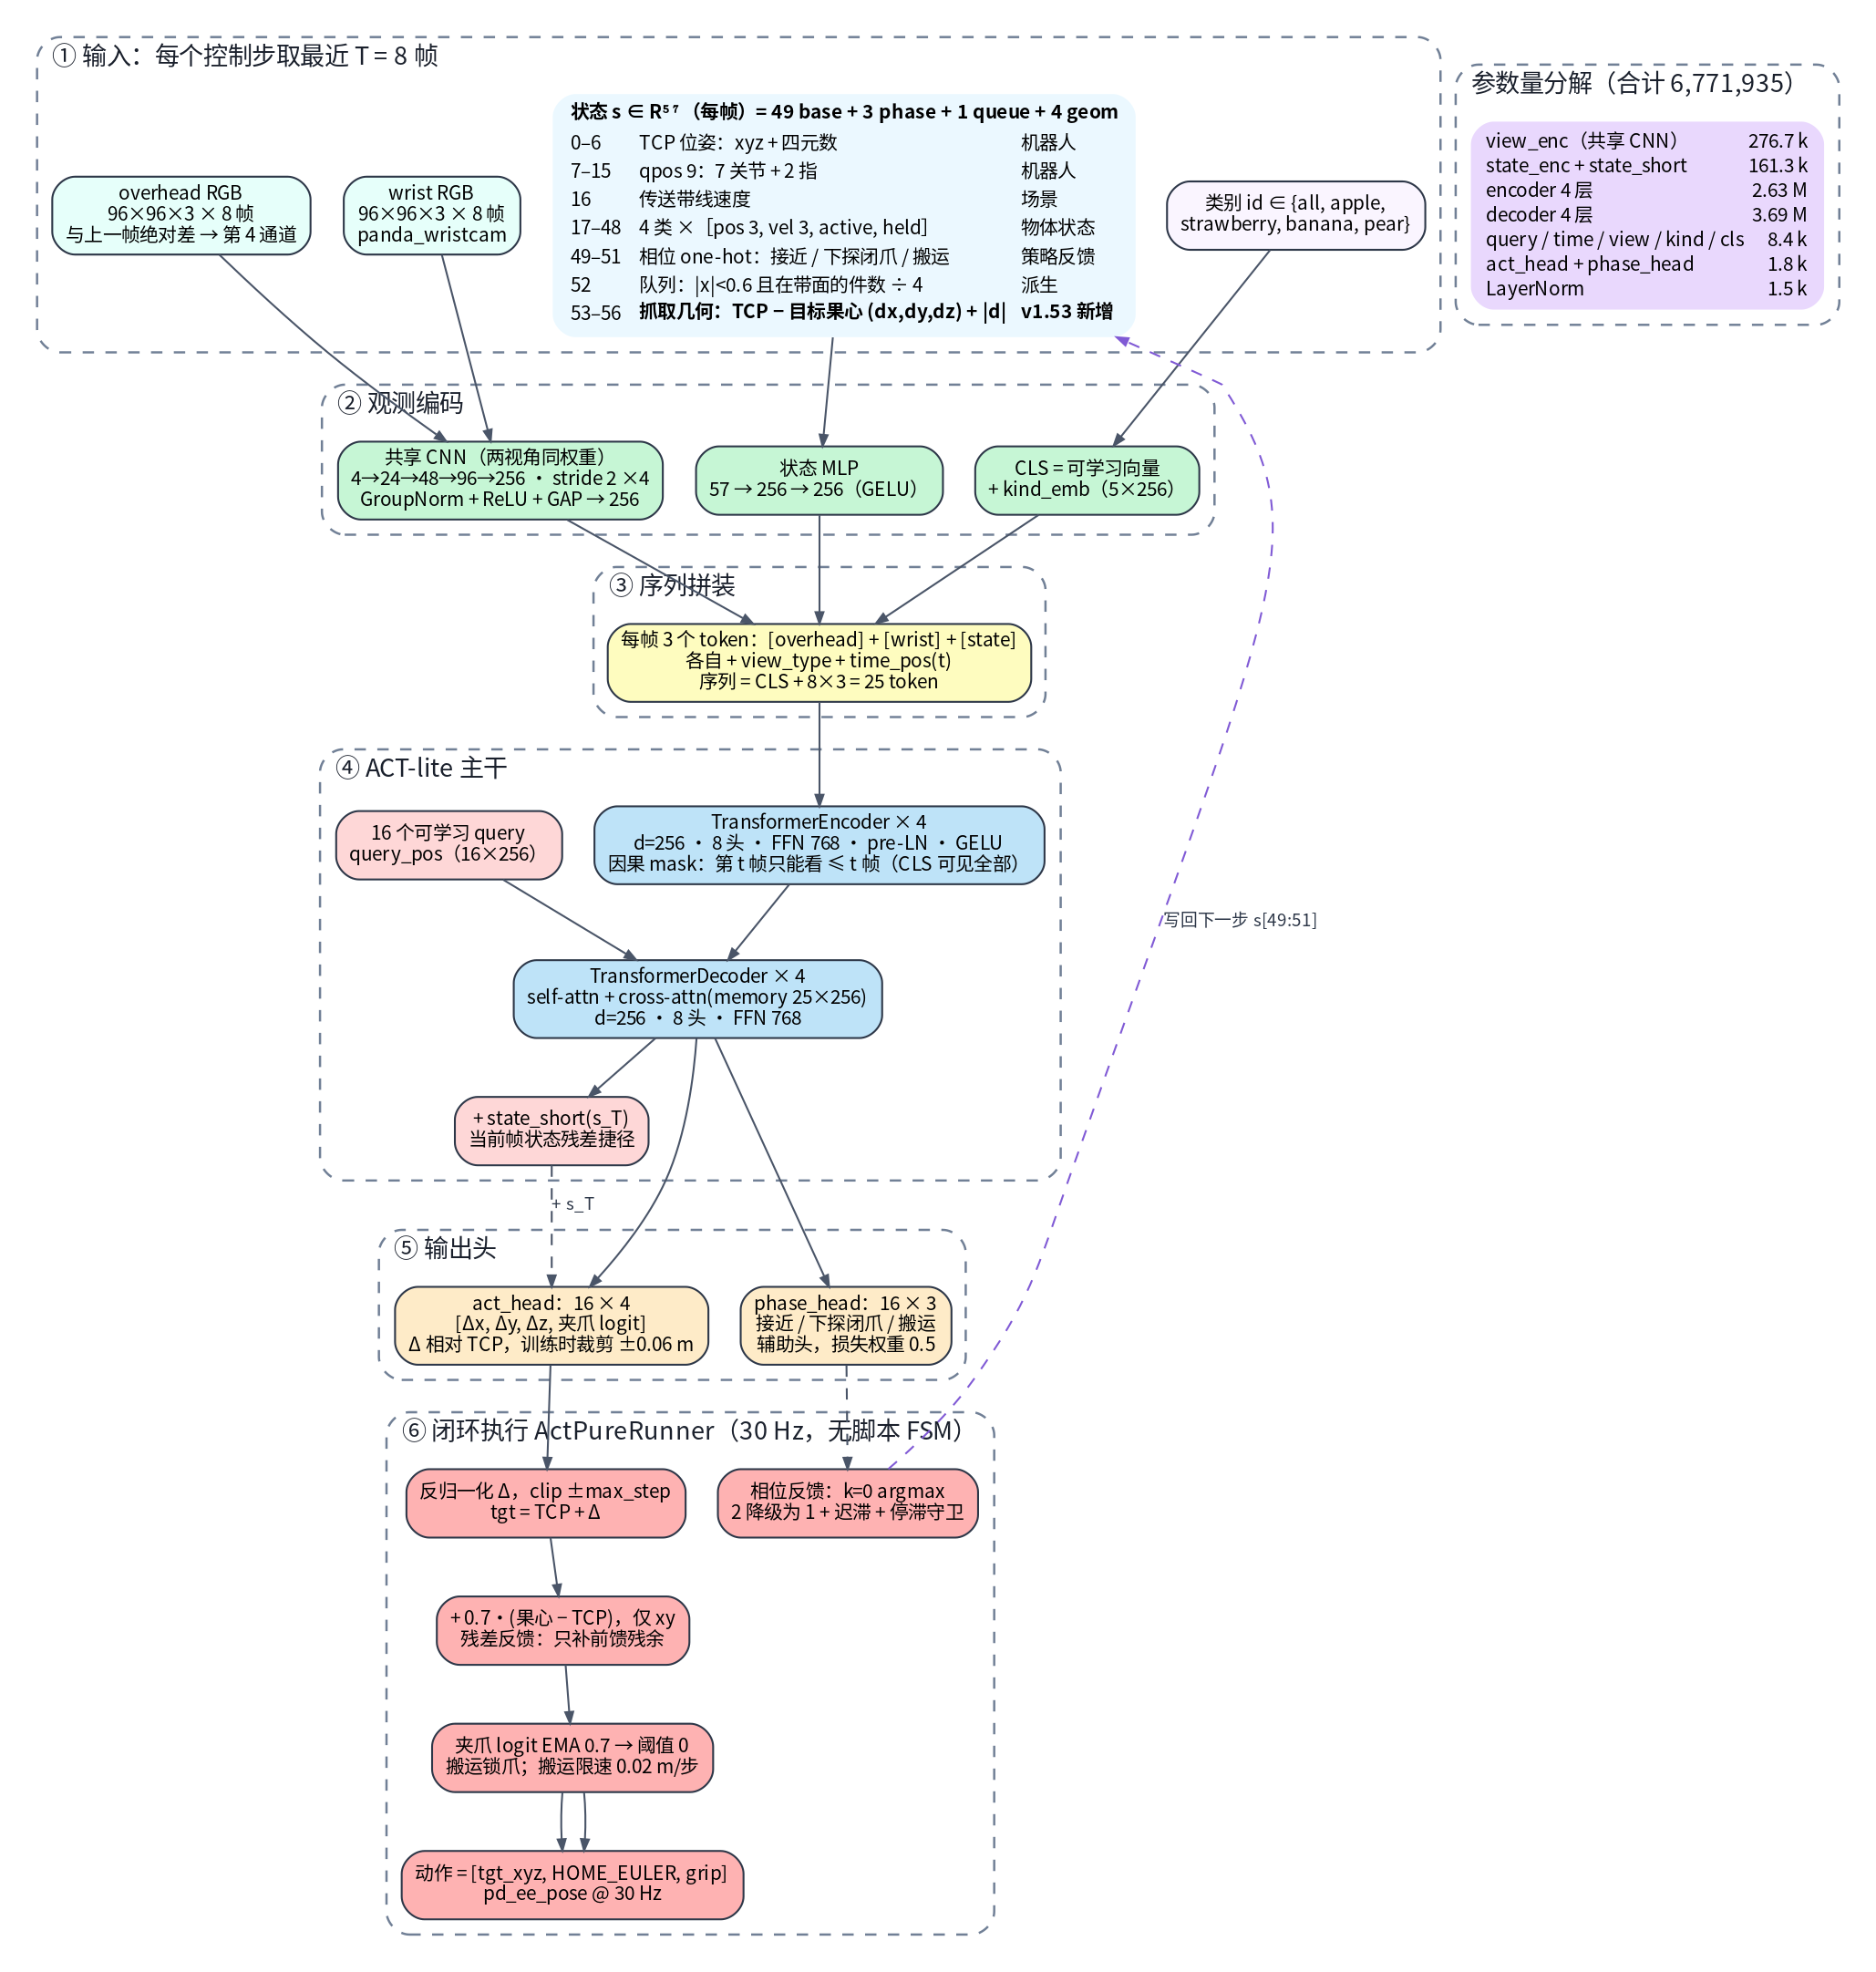 ① 输入：每个控制步取最近 T = 8 帧
overhead RGB
96×96×3 × 8 帧
与上一帧绝对差 → 第 4 通道
wrist RGB
96×96×3 × 8 帧
panda_wristcam
状态 s ∈ R⁵⁷（每帧）= 49 base + 3 phase + 1 queue + 4 geom
0–6 TCP 位姿：xyz + 四元数 机器人
7–15 qpos 9：7 关节 + 2 指 机器人
16 传送带线速度 场景
17–48 4 类 ×［pos 3, vel 3, active, held］ 物体状态
49–51 相位 one-hot：接近 / 下探闭爪 / 搬运 策略反馈
52 队列：|x|<0.6 且在带面的件数 ÷ 4 派生
53–56 抓取几何：TCP − 目标果心 (dx,dy,dz) + |d| v1.53 新增
类别 id ∈ {all, apple,
strawberry, banana, pear}
参数量分解（合计 6,771,935）
view_enc（共享 CNN） 276.7 k
state_enc + state_short 161.3 k
encoder 4 层 2.63 M
decoder 4 层 3.69 M
query / time / view / kind / cls 8.4 k
act_head + phase_head 1.8 k
LayerNorm 1.5 k
② 观测编码
共享 CNN（两视角同权重）
4→24→48→96→256 · stride 2 ×4
GroupNorm + ReLU + GAP → 256
状态 MLP
57 → 256 → 256（GELU）
CLS = 可学习向量
+ kind_emb（5×256）
③ 序列拼装
每帧 3 个 token：[overhead] + [wrist] + [state]
各自 + view_type + time_pos(t)
序列 = CLS + 8×3 = 25 token
④ ACT-lite 主干
16 个可学习 query
query_pos（16×256）
TransformerEncoder × 4
d=256 · 8 头 · FFN 768 · pre-LN · GELU
因果 mask：第 t 帧只能看 ≤ t 帧（CLS 可见全部）
写回下一步 s[49:51]
TransformerDecoder × 4
self-attn + cross-attn(memory 25×256)
d=256 · 8 头 · FFN 768
+ state_short(s_T)
当前帧状态残差捷径
+ s_T
⑤ 输出头
act_head：16 × 4
[Δx, Δy, Δz, 夹爪 logit]
Δ 相对 TCP，训练时裁剪 ±0.06 m
phase_head：16 × 3
接近 / 下探闭爪 / 搬运
辅助头，损失权重 0.5
⑥ 闭环执行 ActPureRunner（30 Hz，无脚本 FSM）
反归一化 Δ，clip ±max_step
tgt = TCP + Δ
相位反馈：k=0 argmax
2 降级为 1 + 迟滞 + 停滞守卫
+ 0.7 · (果心 − TCP)，仅 xy
残差反馈：只补前馈残余
夹爪 logit EMA 0.7 → 阈值 0
搬运锁爪；搬运限速 0.02 m/步
动作 = [tgt_xyz, HOME_EULER, grip]
pd_ee_pose @ 30 Hz